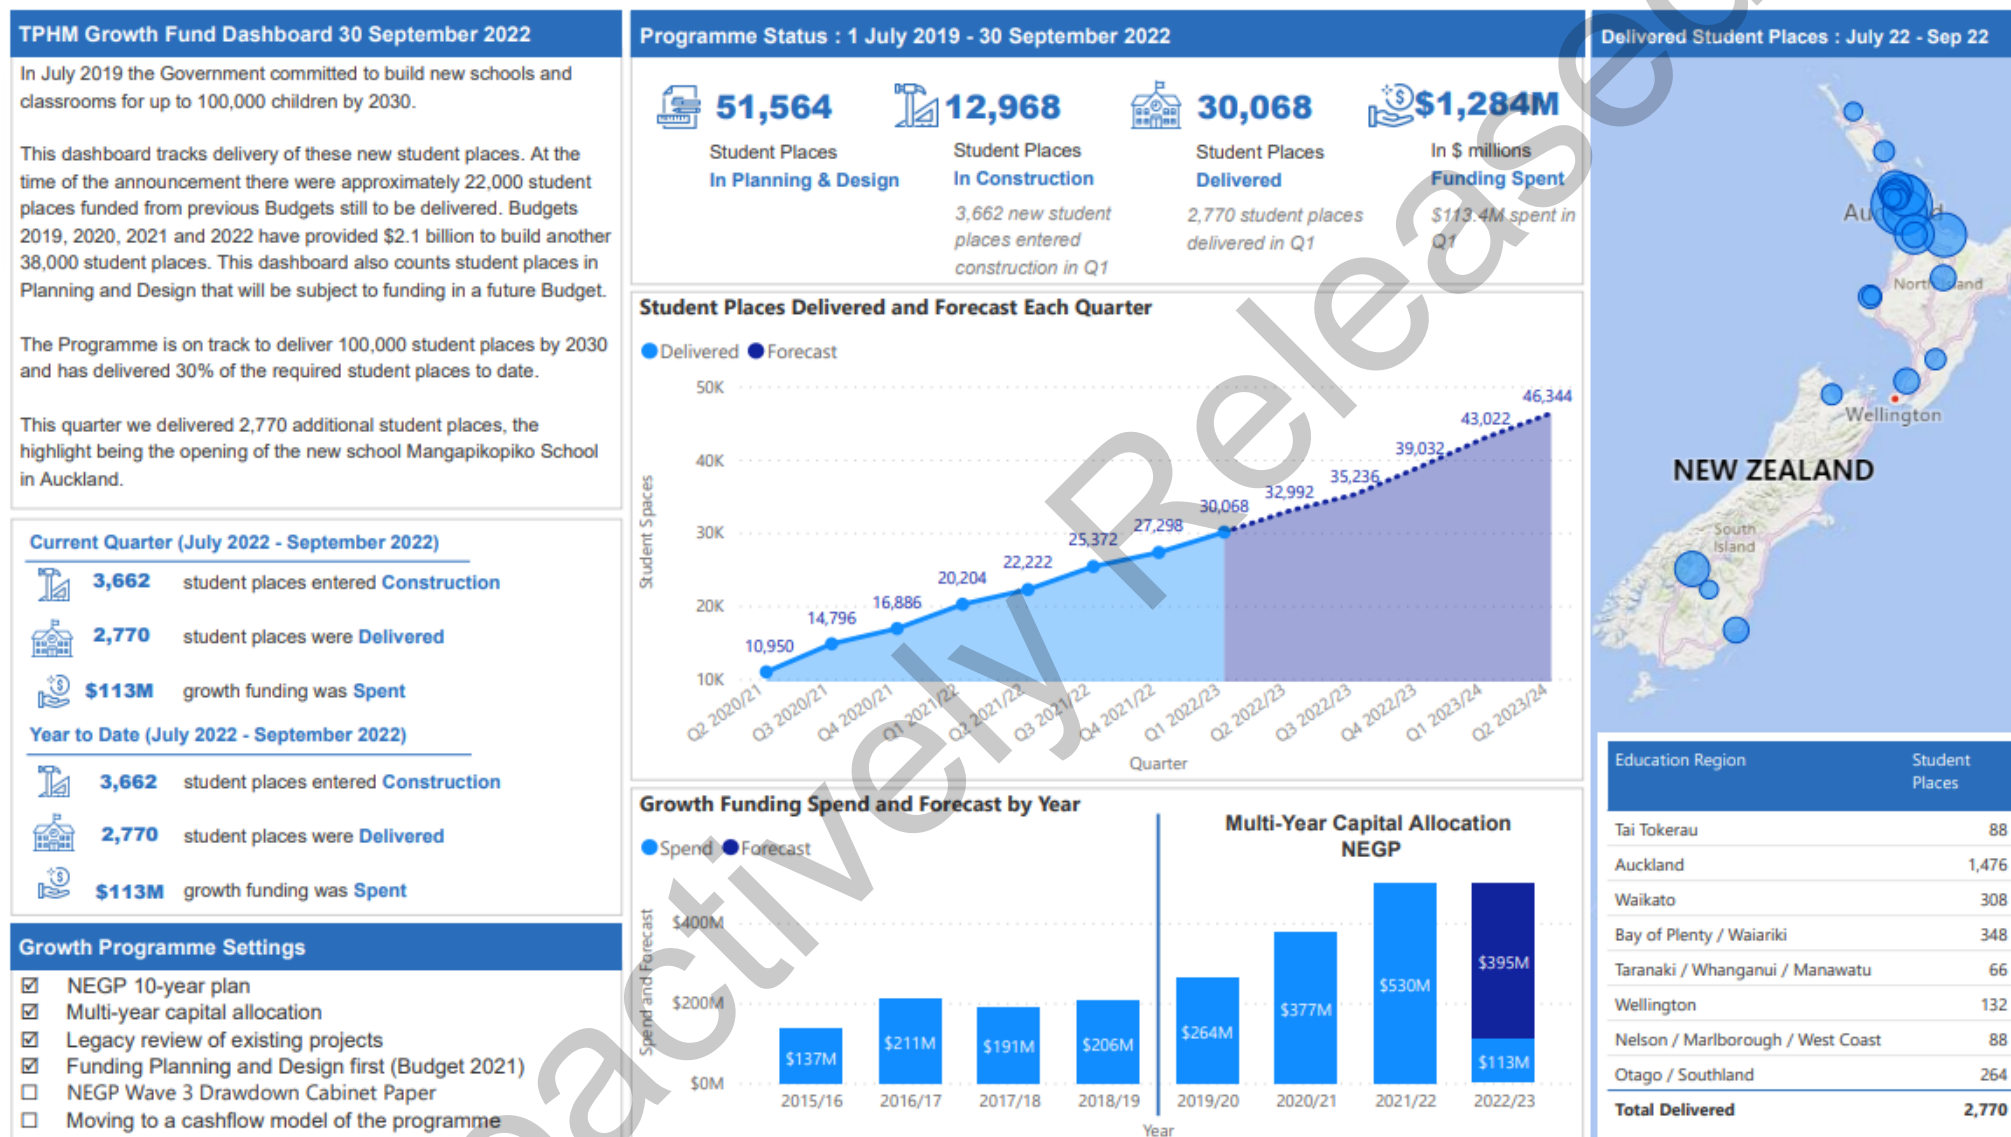 TPHM Growth Fund Dashboard 30 September 2022
In July 2019 the Government committed to build new schools and
classrooms for up to 100,000 children by 2030.
This dashboard tracks delivery of these new student places. At the
time of the announcement there were approximately 22,000 student
places funded from previous Budgets still to be delivered. Budgets
2019, 2020, 2021 and 2022 have provided $2.1 billion to build another
38,000 student places. This dashboard also counts student places in
Planning and Design that will be subject to funding in a future Budget.
The Programme is on track to deliver 100,000 student places by 2030
and has delivered 30% of the required student places to date.
This quarter we delivered 2,770 additional student places, the
highlight being the opening of the new school Mangapikopiko School
in Auckland.
Current Quarter (July 2022 - September 2022)
3,662 student places entered Construction
2,770 student places were Delivered
$113M growth funding was Spent
Year to Date (July 2022 - September 2022)
3,662 student places entered Construction
2,770 student places were Delivered
$113M growth funding was Spent
Growth Programme Settings
☑ NEGP 10-year plan
☑ Multi-year capital allocation
☑ Legacy review of existing projects
☑ Funding Planning and Design first (Budget 2021)
☐ NEGP Wave 3 Drawdown Cabinet Paper
☐ Moving to a cashflow model of the programme
Programme Status : 1 July 2019 - 30 September 2022
51,564
Student Places
In Planning & Design
12,968
Student Places
In Construction
3,662 new student
places entered
construction in Q1
30,068
Student Places
Delivered
2,770 student places
delivered in Q1
$1,284M
In $ millions
Funding Spent
$113.4M spent in
Q1
Student Places Delivered and Forecast Each Quarter
Delivered Forecast
Student Spaces
50K
40K
30K
20K
10K
10,950
14,796
16,886
20,204
22,222
25,372
27,298
30,068
32,992
35,236
39,032
43,022
46,344
Q2 2020/21
Q3 2020/21
Q4 2020/21
Q1 2021/22
Q2 2021/22
Q3 2021/22
Q4 2021/22
Q1 2022/23
Q2 2022/23
Q3 2022/23
Q4 2022/23
Q1 2023/24
Q2 2023/24
Quarter
Growth Funding Spend and Forecast by Year
Spend Forecast
Multi-Year Capital Allocation
NEGP
Spend and Forecast
$400M
$200M
$0M
$137M
$211M
$191M
$206M
$264M
$377M
$530M
$395M
$113M
2015/16 2016/17 2017/18 2018/19 2019/20 2020/21 2021/22 2022/23
Year
Delivered Student Places : July 22 - Sep 22
Wellington
NEW ZEALAND
South
Island
Education Region Student
Places
Tai Tokerau 88
Auckland 1,476
Waikato 308
Bay of Plenty / Waiariki 348
Taranaki / Whanganui / Manawatu 66
Wellington 132
Nelson / Marlborough / West Coast 88
Otago / Southland 264
Total Delivered 2,770
actively Release